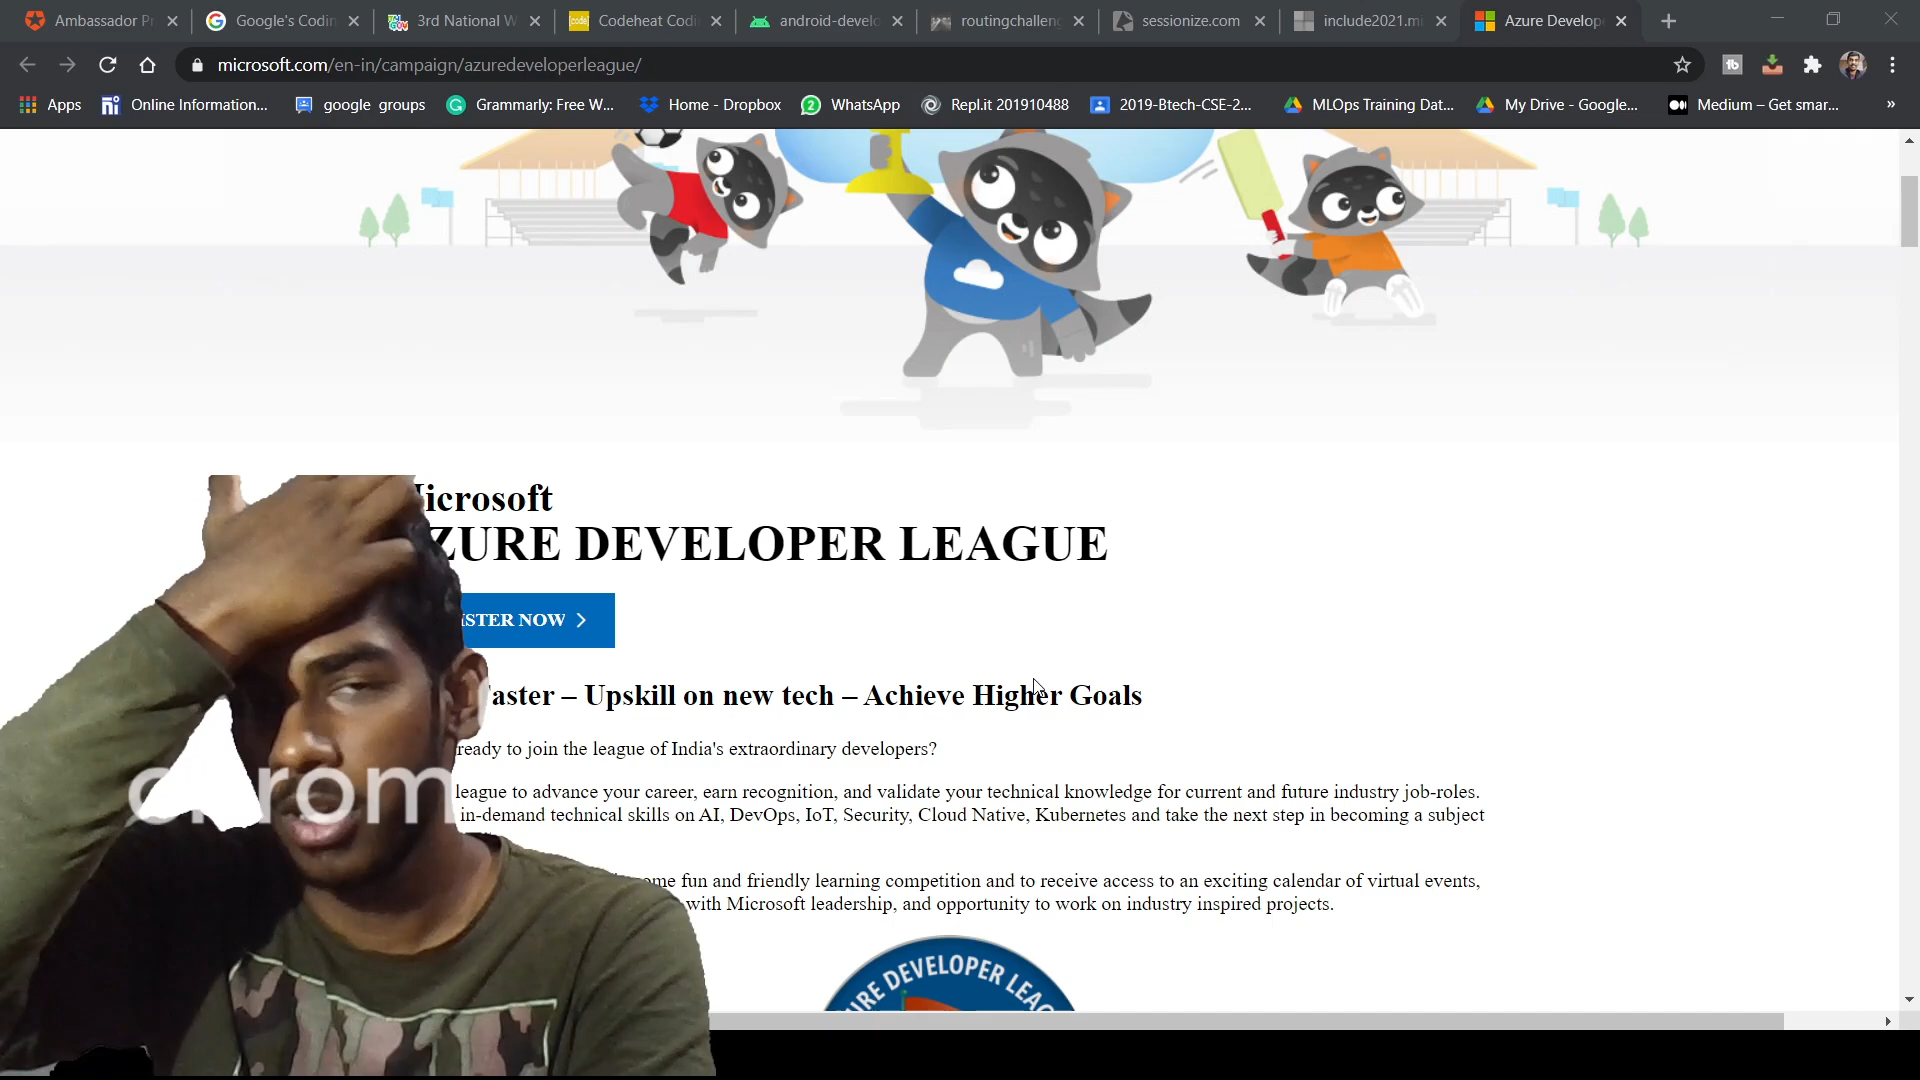 Ambassador P
Google's Codin
3rd National W
Codeheat Codi
android-develo
routingchallen
sessionize.com
include2021.mi
Azure Develop
microsoft.com/en-in/campaign/azuredeveloperleague/
Apps
Online Information...
google groups
Grammarly: Free W...
Home - Dropbox
WhatsApp
Repl.it 201910488
2019-Btech-CSE-2...
MLOps Training Dat...
My Drive - Google...
Medium – Get smar...
»
icrosoft
ZURE DEVELOPER LEAGUE
ISTER NOW
aster – Upskill on new tech – Achieve Higher Goals
ready to join the league of India's extraordinary developers?
league to advance your career, earn recognition, and validate your technical knowledge for current and future industry job-roles.
in-demand technical skills on AI, DevOps, IoT, Security, Cloud Native, Kubernetes and take the next step in becoming a subject
ome fun and friendly learning competition and to receive access to an exciting calendar of virtual events,
with Microsoft leadership, and opportunity to work on industry inspired projects.
URE DEVELOPER LEAG
rom